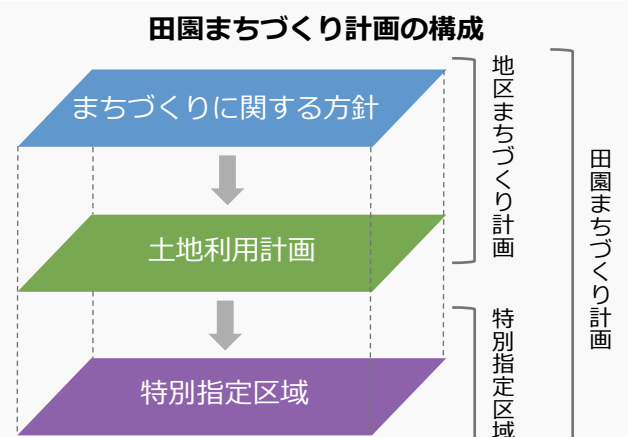 田園まちづくり計画の構成
まちづくりに関する方針
土地利用計画
特別指定区域
地区まちづくり計画
特別指定区域
田園まちづくり計画